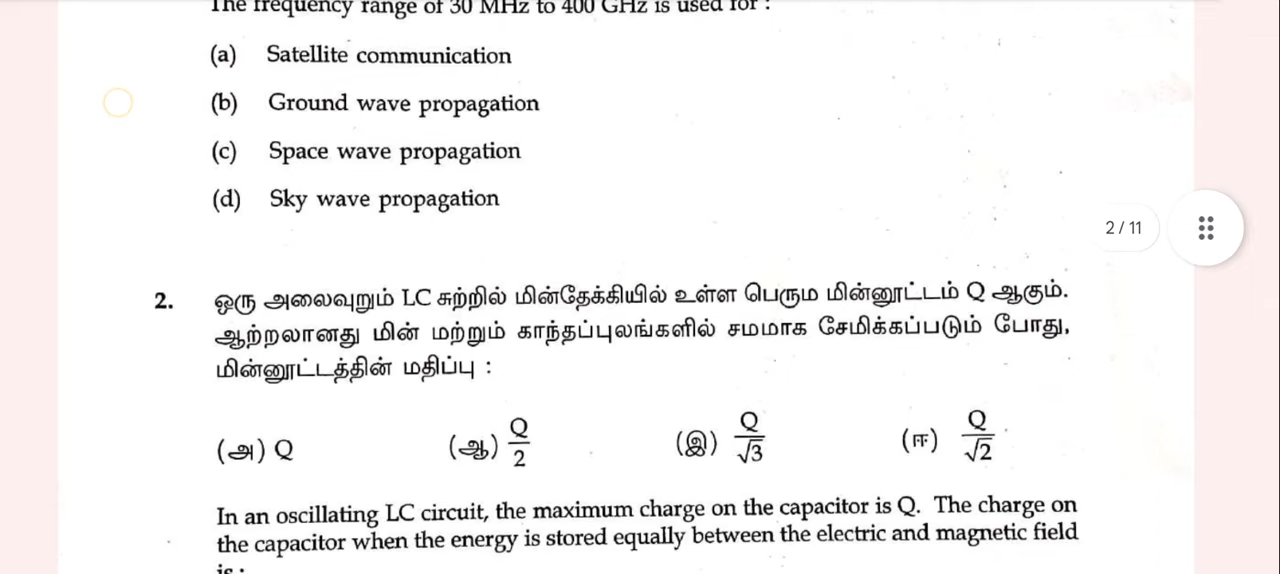 The frequency range of 30 MHz to 400 GHz is used for :
(a) Satellite communication
(b) Ground wave propagation
(c) Space wave propagation
(d) Sky wave propagation
2 / 11
2. ஒரு அலைவுறும் LC சுற்றில் மின்தேக்கியில் உள்ள பெரும மின்னூட்டம் Q ஆகும்.
ஆற்றலானது மின் மற்றும் காந்தப்புலங்களில் சமமாக சேமிக்கப்படும் போது,
மின்னூட்டத்தின் மதிப்பு :
(அ) Q (ஆ) Q/2 (இ) Q/√3 (ஈ) Q/√2
In an oscillating LC circuit, the maximum charge on the capacitor is Q. The charge on
the capacitor when the energy is stored equally between the electric and magnetic field
is :